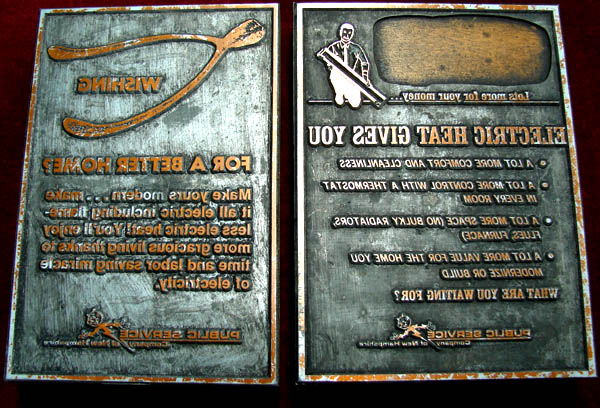 WISHING
FOR A BETTER HOME?
Make yours modern.... make
it all electric including flame-
less electric heat! You'll enjoy
more gracious living thanks to
time and labor saving miracle
of electricity.
PUBLIC SERVICE
Company of New Hampshire
Lots more for your money...
ELECTRIC HEAT GIVES YOU
• A LOT MORE COMFORT AND CLEANLINESS
• A LOT MORE CONTROL WITH A THERMOSTAT
IN EVERY ROOM
• A LOT MORE SPACE (NO BULKY RADIATORS,
FLUES, FURNACE)
• A LOT MORE VALUE FOR THE HOME YOU
MODERNIZE OR BUILD
WHAT ARE YOU WAITING FOR?
PUBLIC SERVICE
Company of New Hampshire